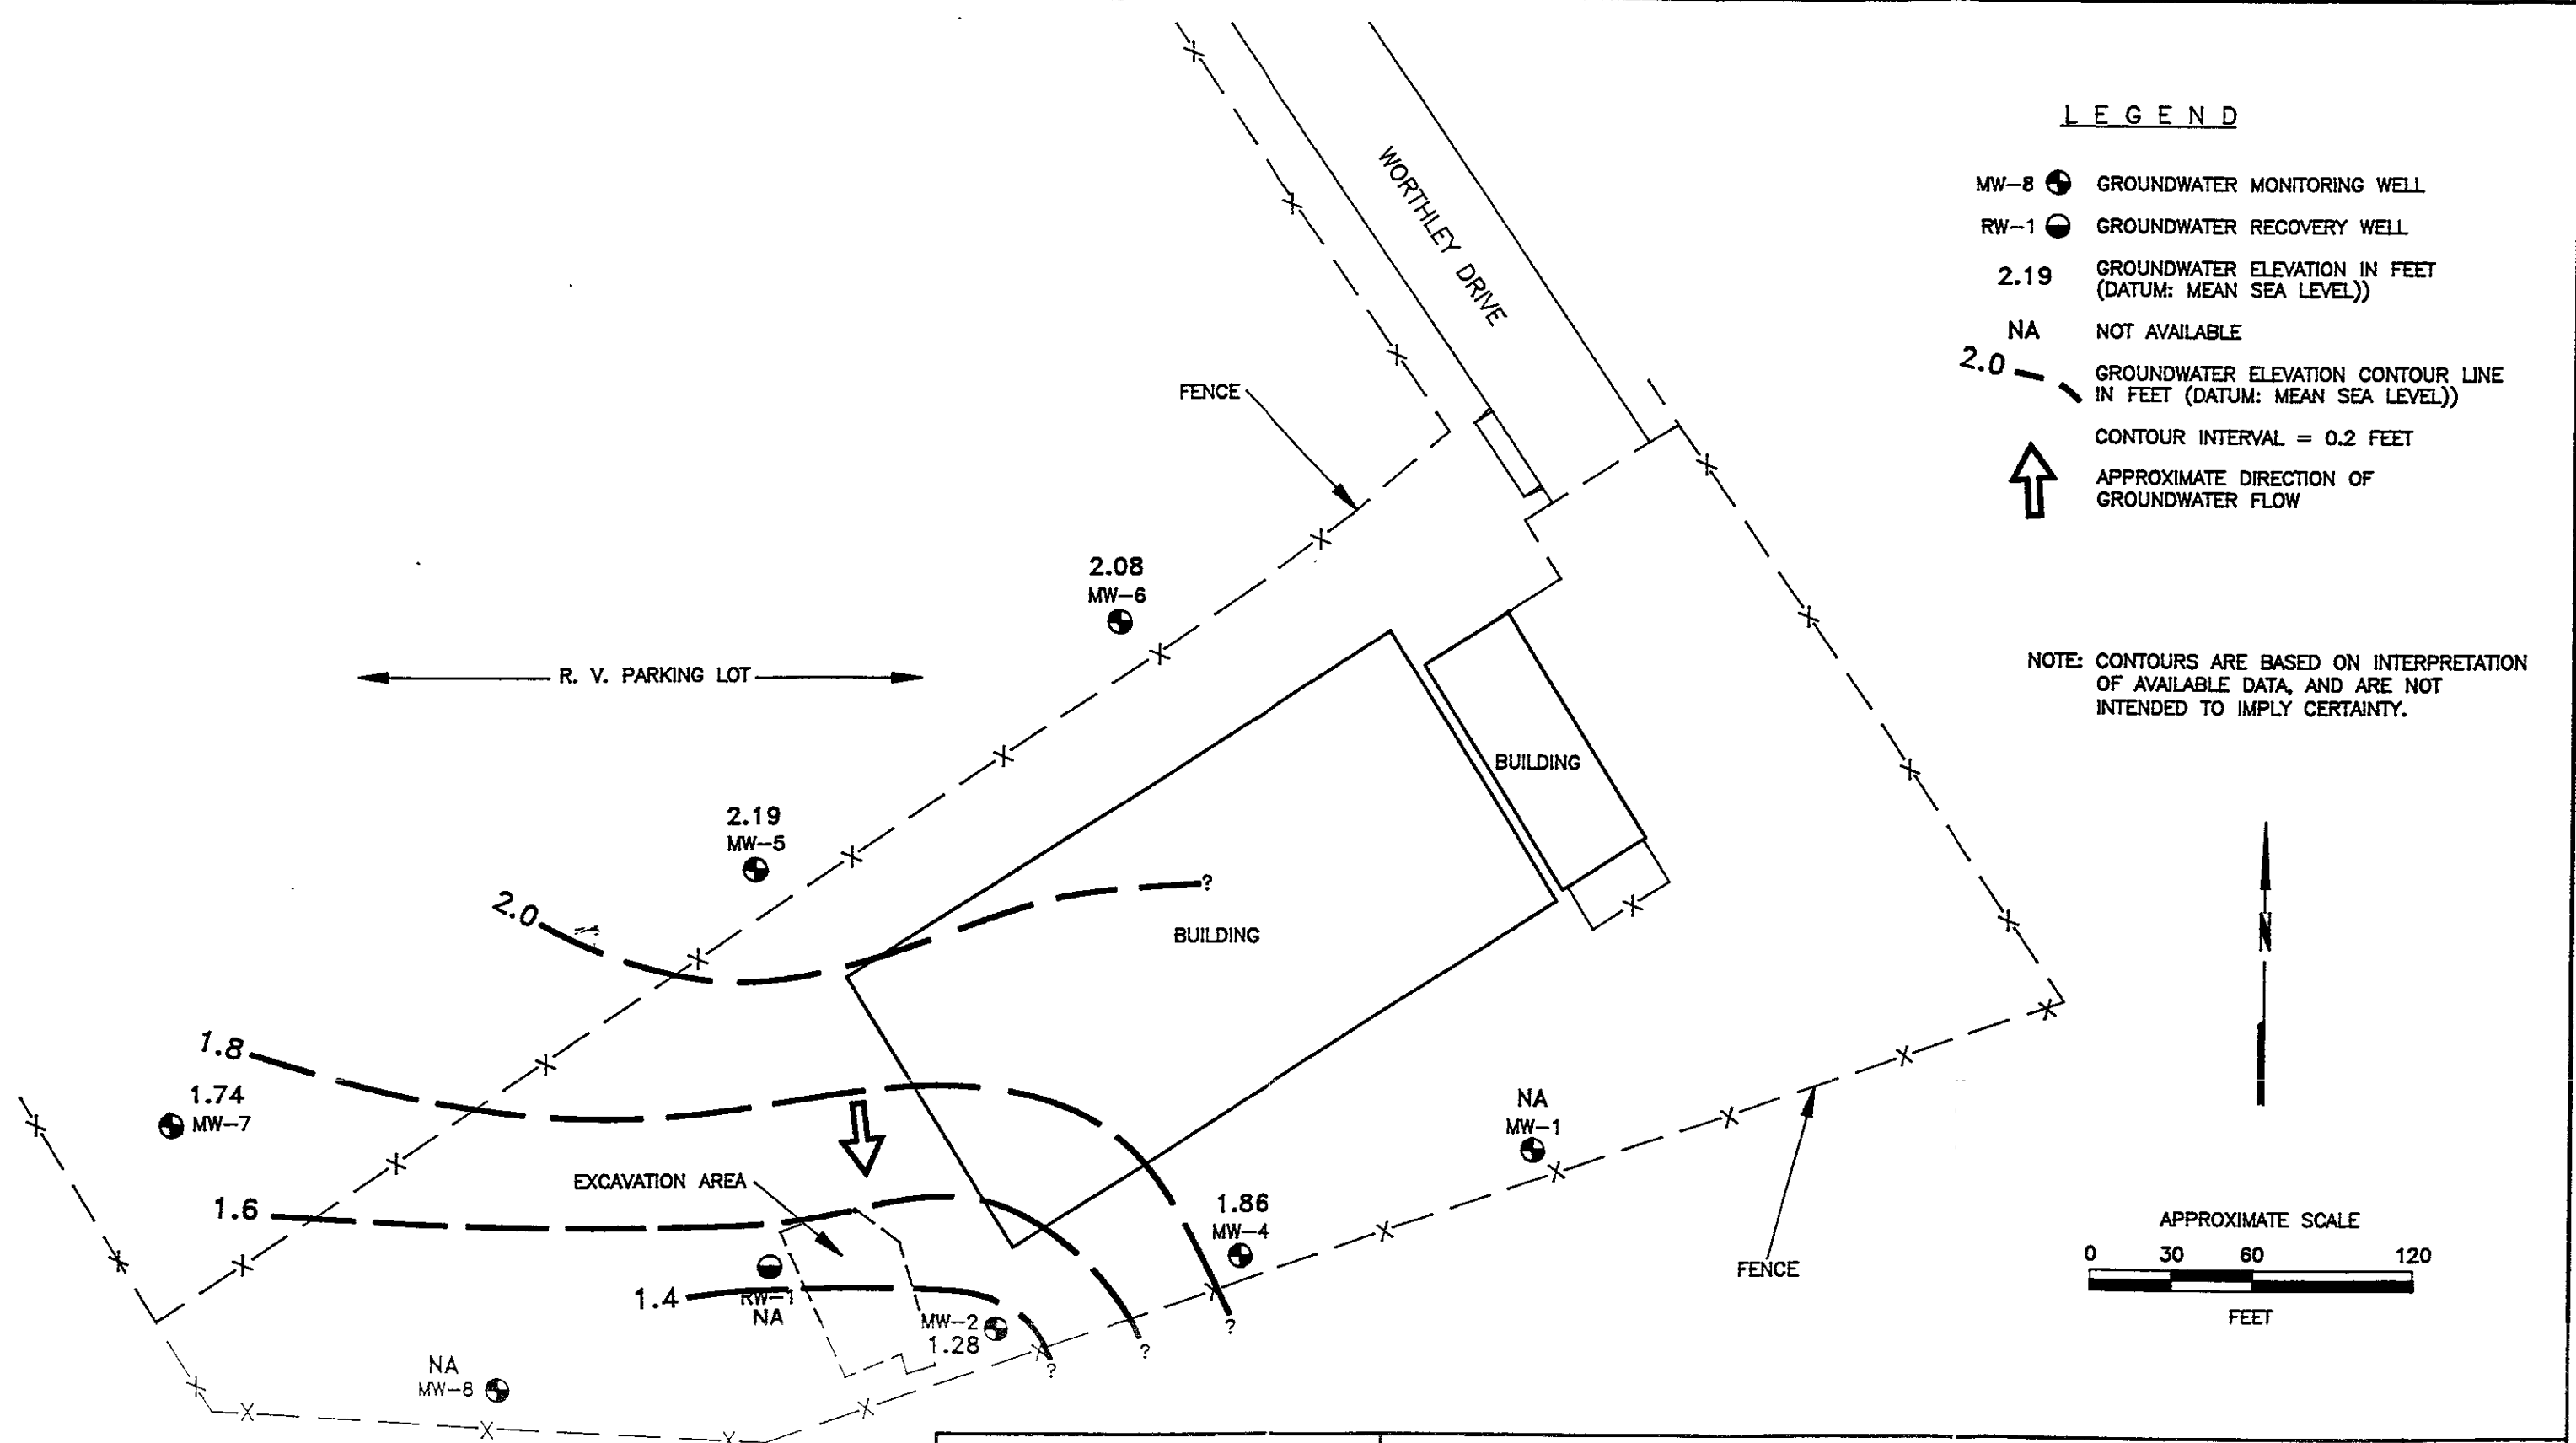 WORTHLEY DRIVE
L E G E N D
MW-8 GROUNDWATER MONITORING WELL
RW-1 GROUNDWATER RECOVERY WELL
2.19 GROUNDWATER ELEVATION IN FEET
(DATUM: MEAN SEA LEVEL))
NA NOT AVAILABLE
2.0 GROUNDWATER ELEVATION CONTOUR LINE
IN FEET (DATUM: MEAN SEA LEVEL))
CONTOUR INTERVAL = 0.2 FEET
APPROXIMATE DIRECTION OF
GROUNDWATER FLOW
NOTE: CONTOURS ARE BASED ON INTERPRETATION
OF AVAILABLE DATA, AND ARE NOT
INTENDED TO IMPLY CERTAINTY.
FENCE
2.08
MW-6
R. V. PARKING LOT
BUILDING
2.19
MW-5
2.0
?
BUILDING
N
1.8
1.74
MW-7
NA
MW-1
EXCAVATION AREA
1.6
1.86
MW-4
FENCE
APPROXIMATE SCALE
0 30 60 120
FEET
1.4
RW-1
NA
MW-2
1.28
?
?
?
NA
MW-8